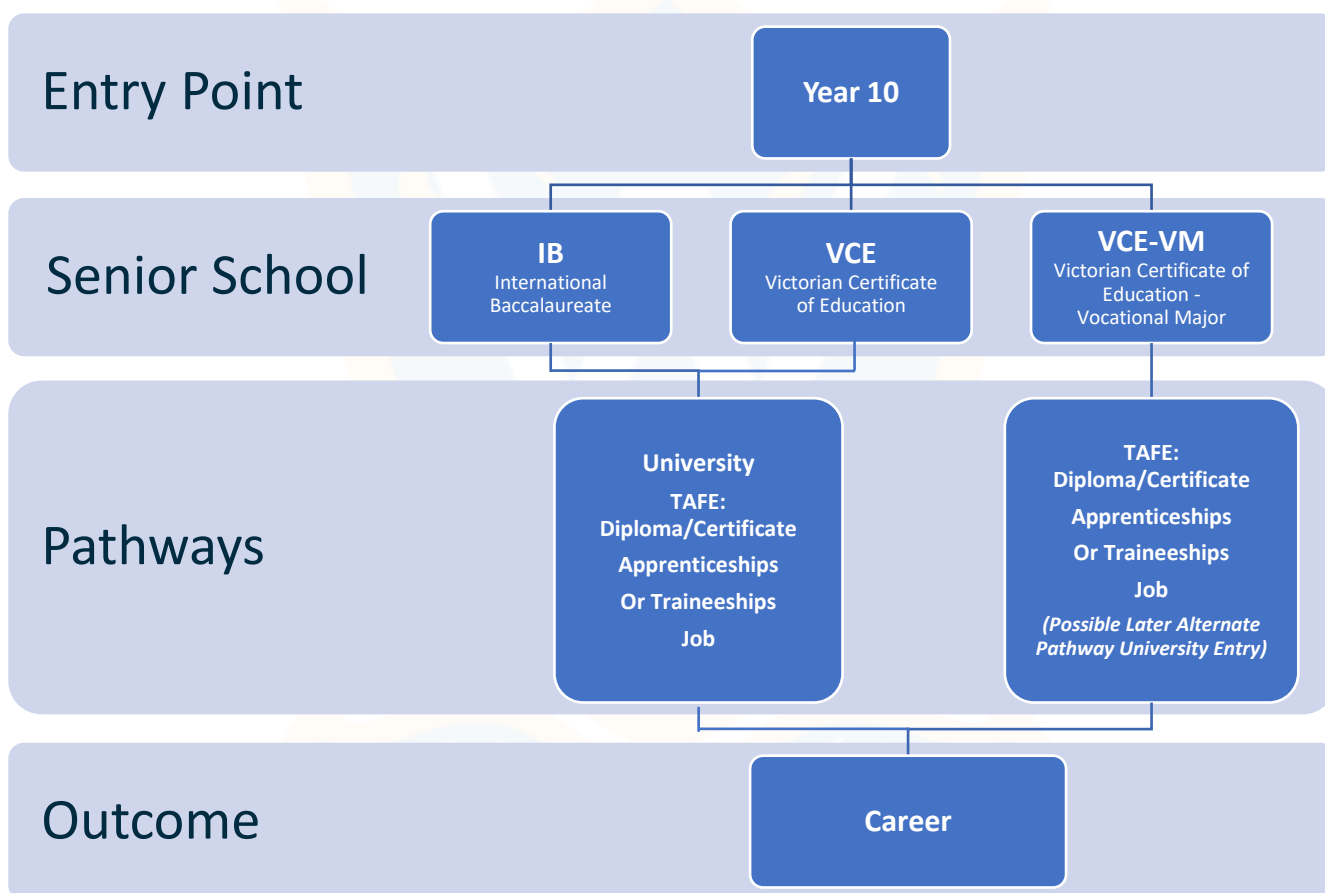 Entry Point
Year 10
Senior School
IB
International
Baccalaureate
VCE
Victorian Certificate
of Education
VCE-VM
Victorian Certificate of
Education -
Vocational Major
Pathways
University
TAFE:
Diploma/Certificate
Apprenticeships
Or Traineeships
Job
TAFE:
Diploma/Certificate
Apprenticeships
Or Traineeships
Job
(Possible Later Alternate
Pathway University Entry)
Outcome
Career